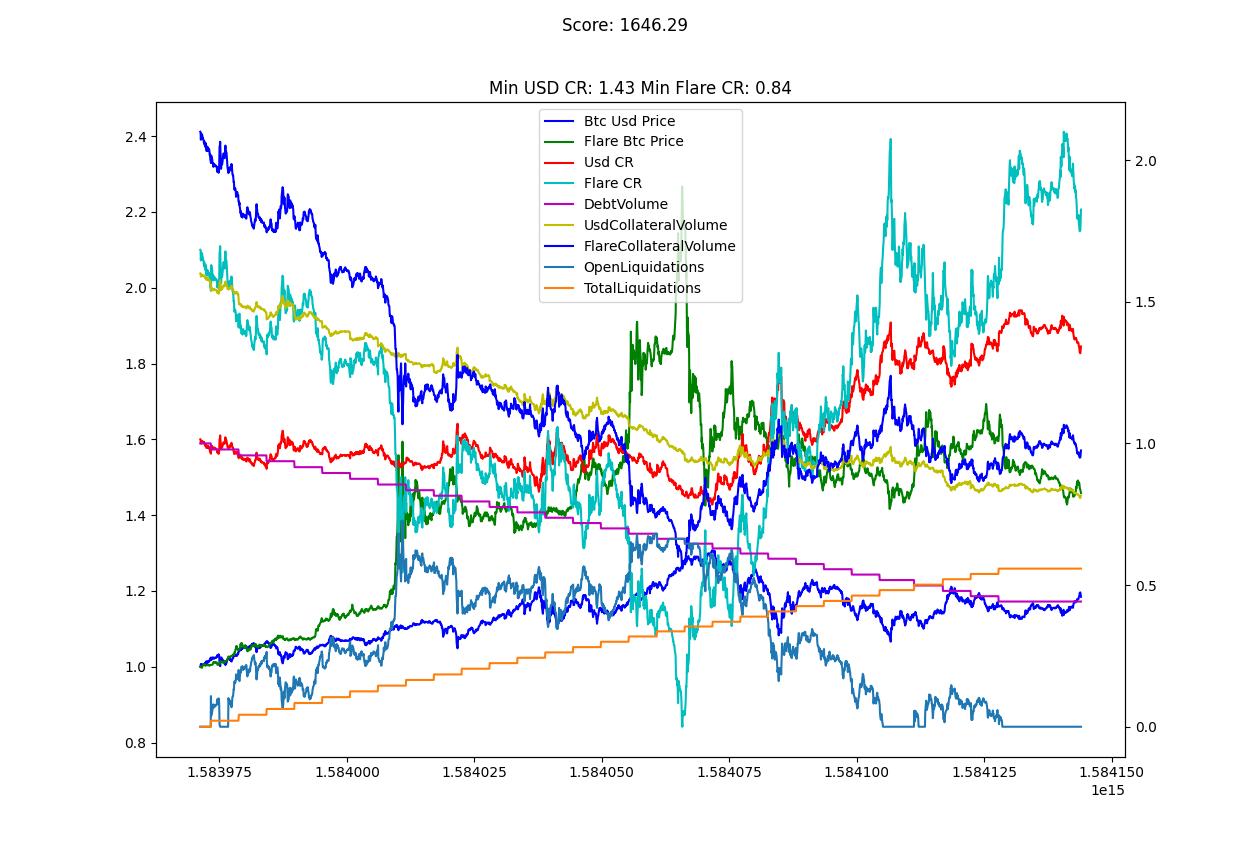 Score: 1646.29
Min USD CR: 1.43 Min Flare CR: 0.84
Btc Usd Price
Flare Btc Price
Usd CR
Flare CR
DebtVolume
UsdCollateralVolume
FlareCollateralVolume
OpenLiquidations
TotalLiquidations
2.4
2.2
2.0
1.8
1.6
1.4
1.2
1.0
0.8
2.0
1.5
1.0
0.5
0.0
1.583975 1.584000 1.584025 1.584050 1.584075 1.584100 1.584125 1.584150
1e15